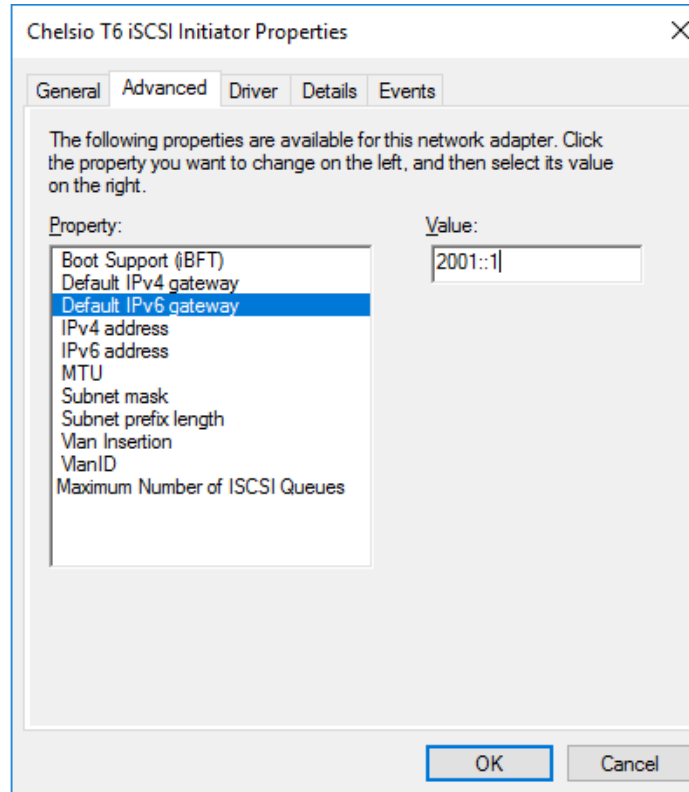 Chelsio T6 iSCSI Initiator Properties
General Advanced Driver Details Events
The following properties are available for this network adapter. Click
the property you want to change on the left, and then select its value
on the right.
Property: Value:
Boot Support (iBFT) 2001::1
Default IPv4 gateway
Default IPv6 gateway
IPv4 address
IPv6 address
MTU
Subnet mask
Subnet prefix length
Vlan Insertion
VlanID
Maximum Number of ISCSI Queues
OK Cancel